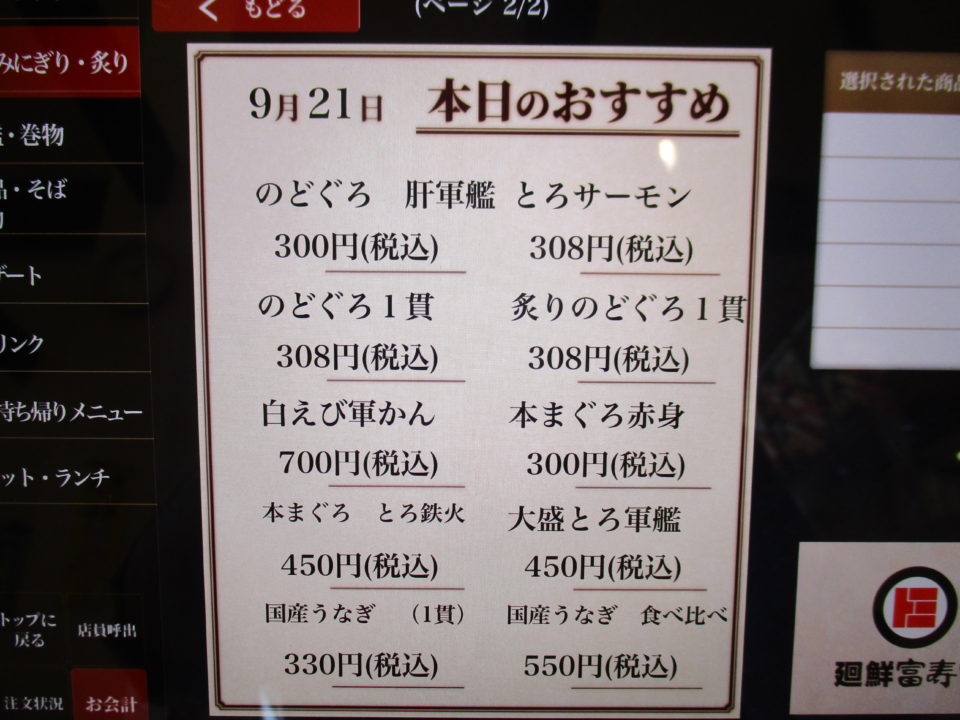 もどる
(ページ 2/2)
みにぎり・炙り
・巻物
・そば
ート
リンク
持ち帰りメニュー
ット・ランチ
トップに
戻る
店員呼出
注文状況
お会計
9月21日 本日のおすすめ
のどぐろ 肝軍艦 とろサーモン
300円(税込) 308円(税込)
のどぐろ1貫 炙りのどぐろ1貫
308円(税込) 308円(税込)
白えび軍かん 本まぐろ赤身
700円(税込) 300円(税込)
本まぐろ とろ鉄火 大盛とろ軍艦
450円(税込) 450円(税込)
国産うなぎ (1貫) 国産うなぎ 食べ比べ
330円(税込) 550円(税込)
選択された商品
廻鮮富寿